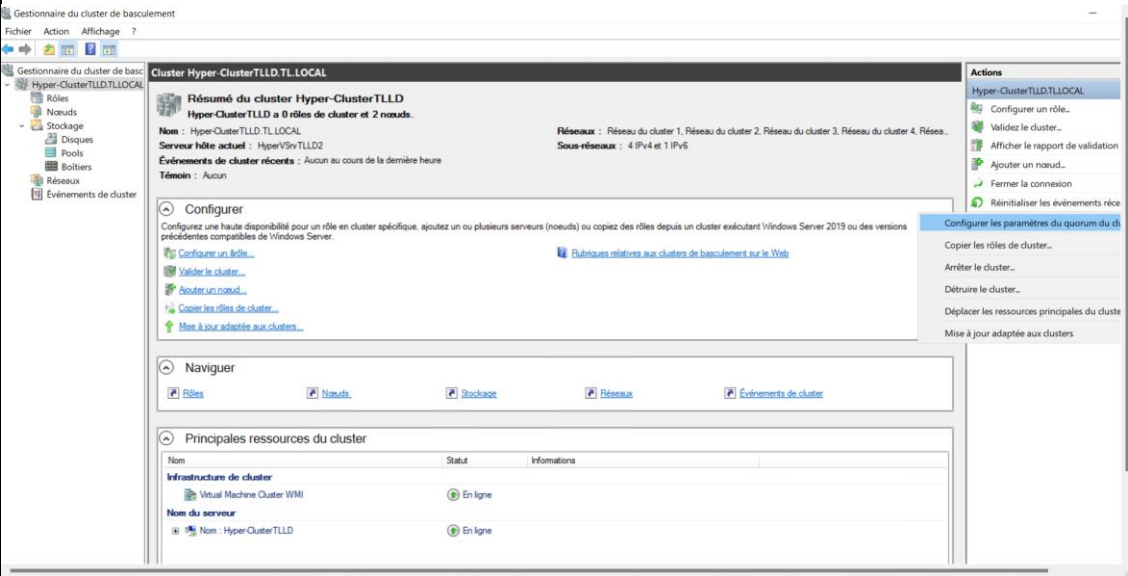 Gestionnaire du cluster de basculement
Fichier Action Affichage ?
Gestionnaire du cluster de basc
Hyper-ClusterTLLD.TL.LOCAL
Rôles
Nœuds
Stockage
Disques
Pools
Boîtiers
Réseaux
Événements de cluster
Cluster Hyper-ClusterTLLD.TL.LOCAL
Résumé du cluster Hyper-ClusterTLLD
Hyper-ClusterTLLD a 0 rôles de cluster et 2 nœuds.
Nom : Hyper-ClusterTLLD.TL.LOCAL
Réseaux : Réseau du cluster 1, Réseau du cluster 2, Réseau du cluster 3, Réseau du cluster 4, Résea...
Serveur hôte actuel : HyperVSrvTLLD2
Sous-réseaux : 4 IPv4 et 1 IPv6
Événements de cluster récents : Aucun au cours de la dernière heure
Témoin : Aucun
Configurer
Configurez une haute disponibilité pour un rôle en cluster spécifique, ajoutez un ou plusieurs serveurs (noeuds) ou copiez des rôles depuis un cluster exécutant Windows Server 2019 ou des versions
précédentes compatibles de Windows Server.
Configurer un &rôle...
Rubriques relatives aux clusters de basculement sur le Web
Valider le cluster...
Ajouter un nœud...
Copier les rôles de cluster...
Mise à jour adaptée aux clusters...
Naviguer
Rôles Nœuds Stockage Réseaux Événements de cluster
Principales ressources du cluster
Nom Statut Informations
Infrastructure de cluster
Virtual Machine Cluster WMI En ligne
Nom du serveur
Nom : Hyper-ClusterTLLD En ligne
Actions
Hyper-ClusterTLLD.TL.LOCAL
Configurer un rôle...
Validez le cluster...
Afficher le rapport de validation
Ajouter un nœud...
Fermer la connexion
Réinitialiser les événements réce
Configurer les paramètres du quorum du clu
Copier les rôles de cluster...
Arrêter le cluster...
Détruire le cluster...
Déplacer les ressources principales du cluste
Mise à jour adaptée aux clusters